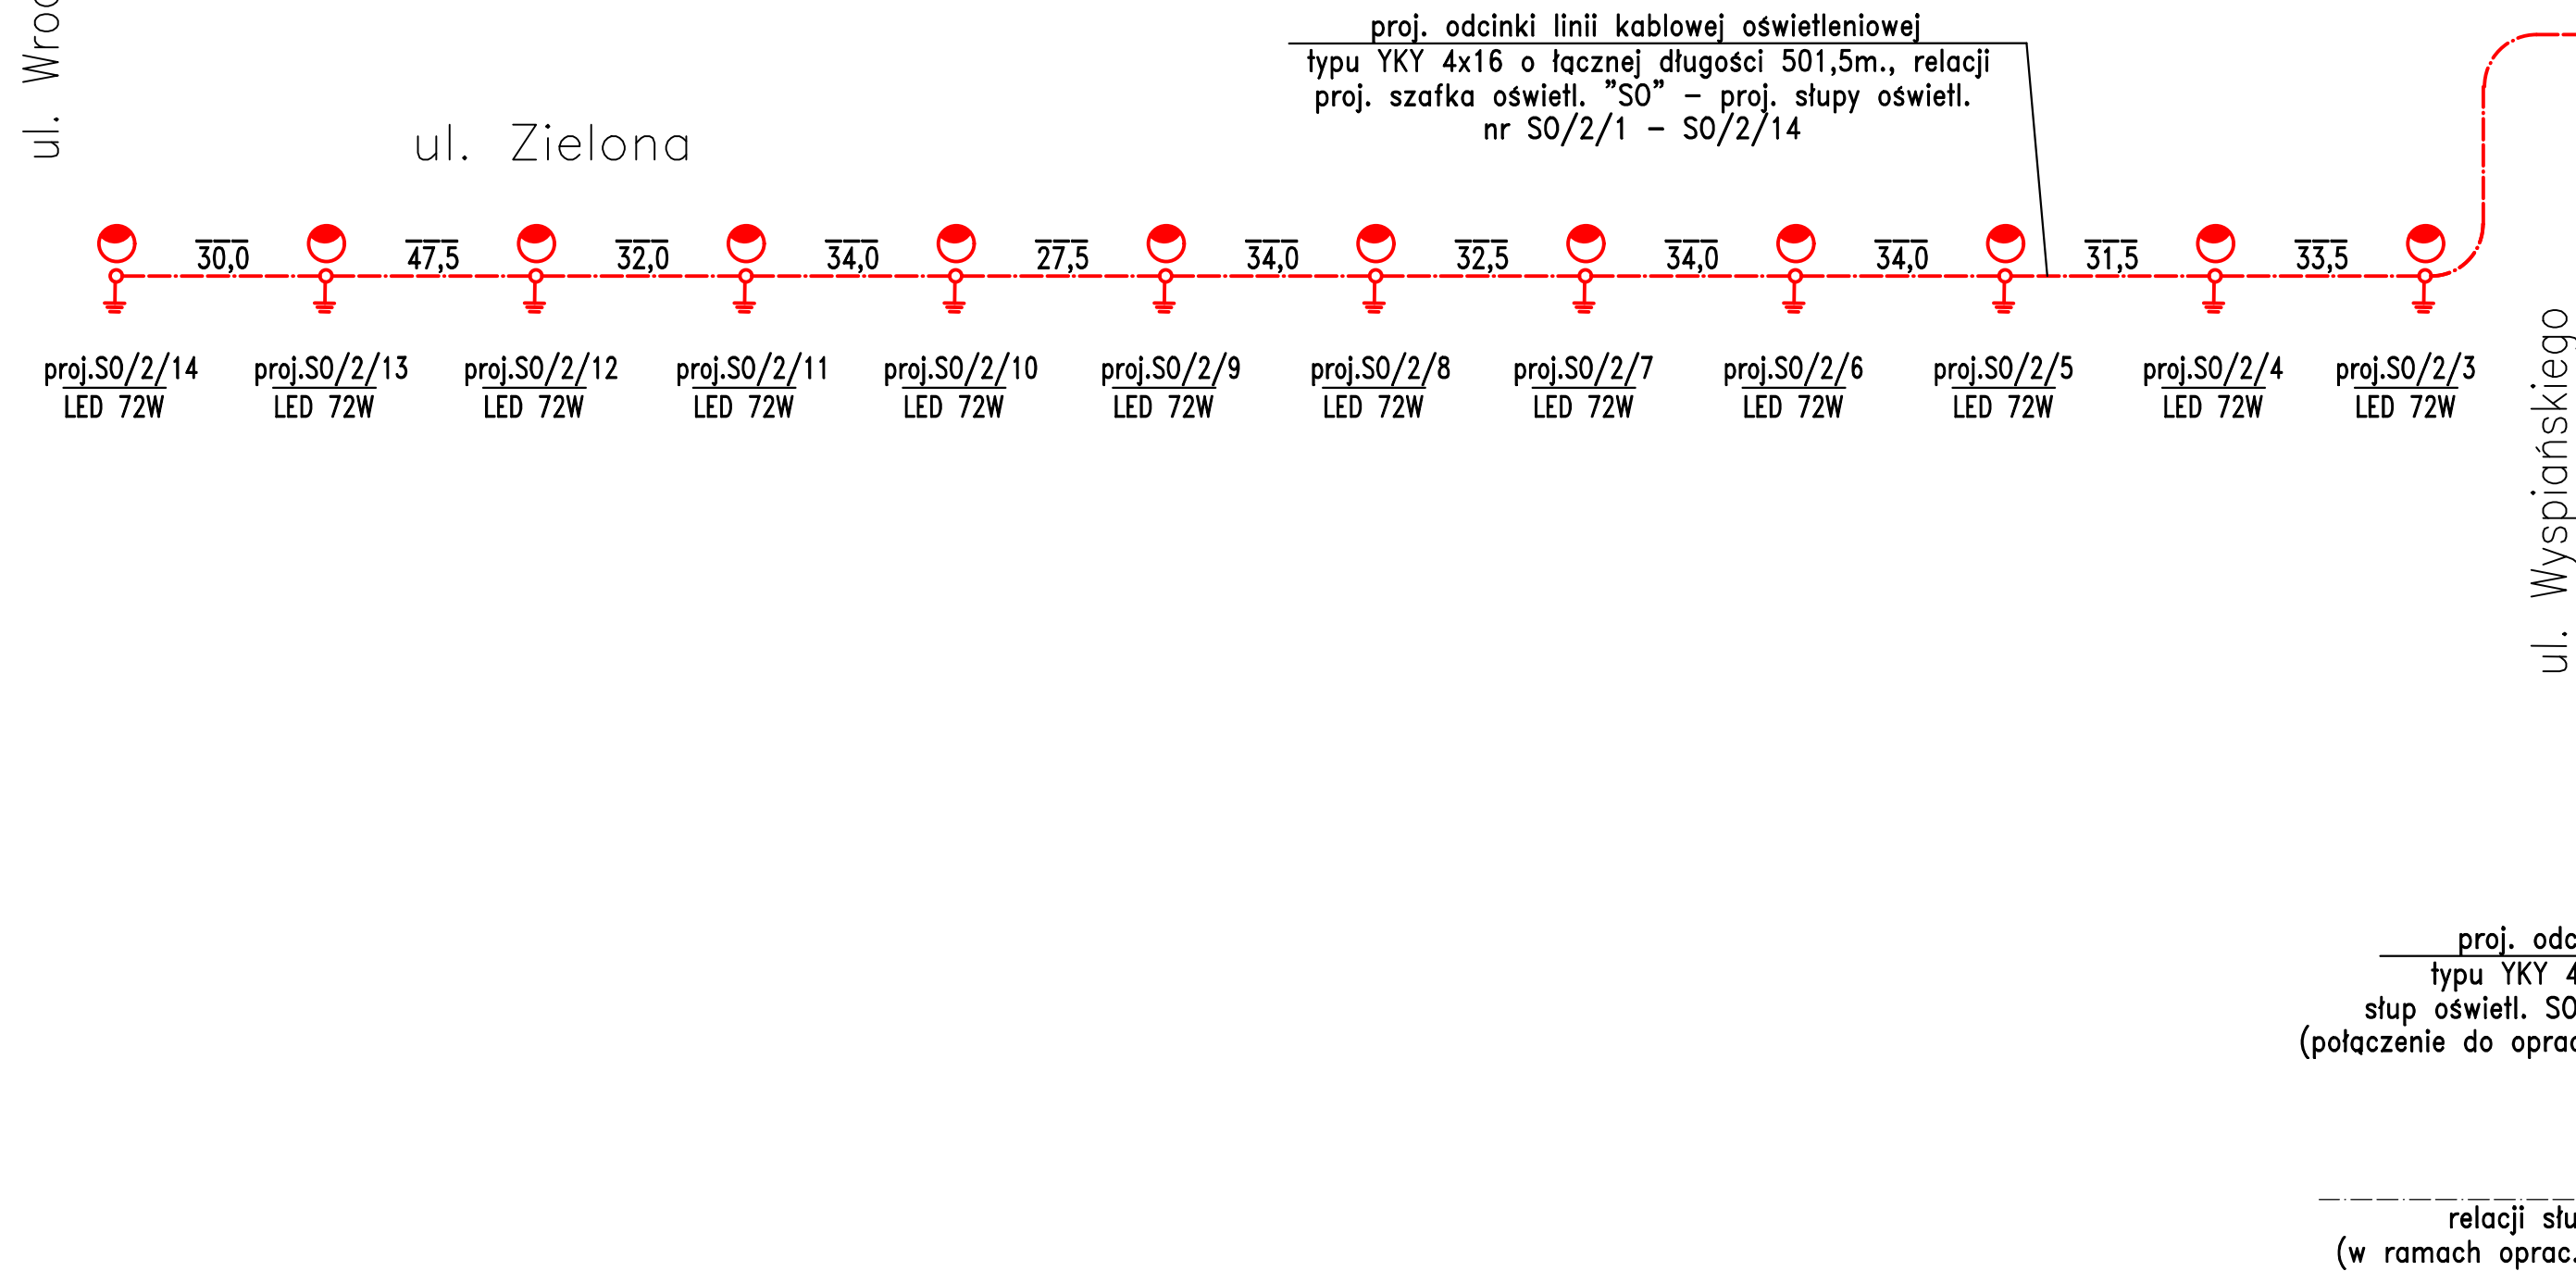 ul.
proj. odcinki linii kablowej oświetleniowej
typu YKY 4x16 o łącznej długości 501,5m., relacji
proj. szafka oświetl. ”SO” – proj. słupy oświetl.
nr SO/2/1 – SO/2/14
ul. Zielona
30,0 47,5 32,0 34,0 27,5 34,0 32,5 34,0 34,0 31,5 33,5
proj.SO/2/14 proj.SO/2/13 proj.SO/2/12 proj.SO/2/11 proj.SO/2/10 proj.SO/2/9 proj.SO/2/8 proj.SO/2/7 proj.SO/2/6 proj.SO/2/5 proj.SO/2/4 proj.SO/2/3
LED 72W LED 72W LED 72W LED 72W LED 72W LED 72W LED 72W LED 72W LED 72W LED 72W LED 72W LED 72W
ul. Wyspiańskiego
proj.
typu YKY
słup oświetl.
(połączenie do
relacji
(w ramach oprac.